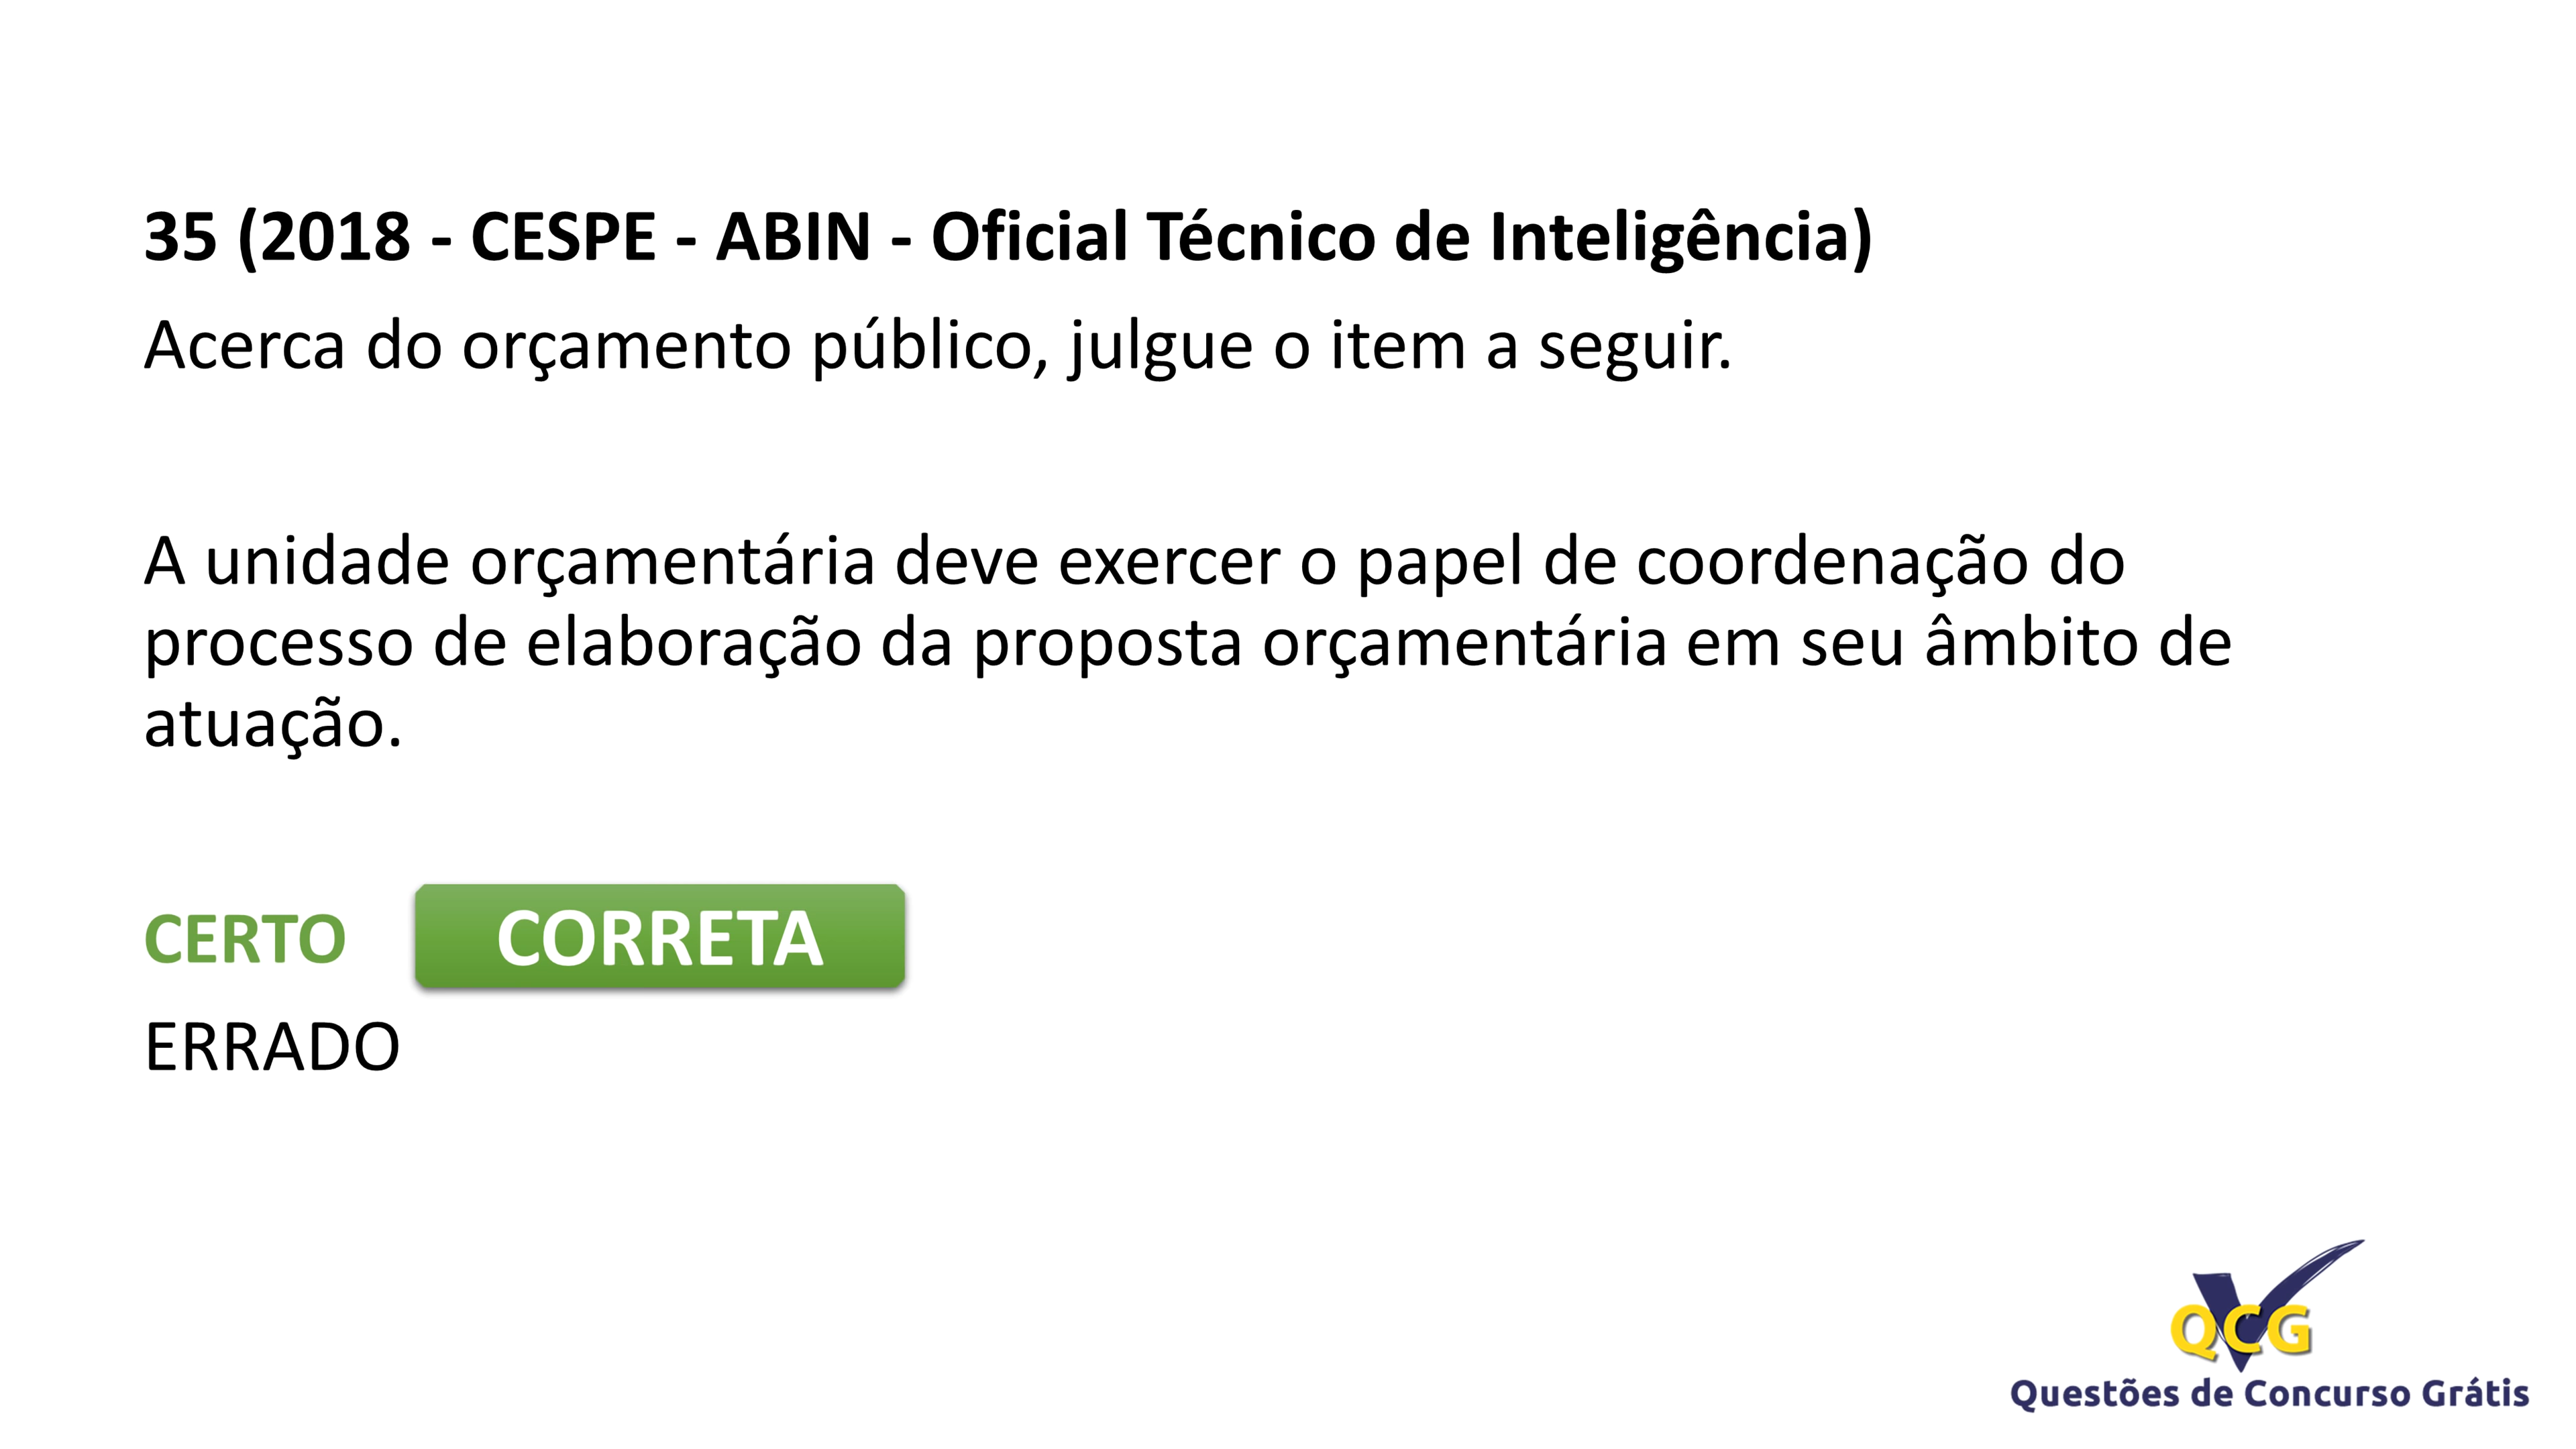 35 (2018 - CESPE - ABIN - Oficial Técnico de Inteligência)
Acerca do orçamento público, julgue o item a seguir.
A unidade orçamentária deve exercer o papel de coordenação do
processo de elaboração da proposta orçamentária em seu âmbito de
atuação.
CERTO CORRETA
ERRADO
QCG
Questões de Concurso Grátis